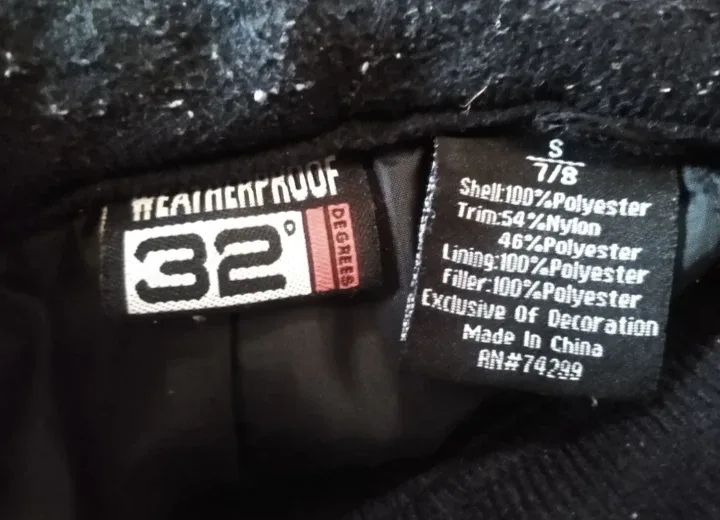 WEATHERPROOF
32°
DEGREES
S
7/8
Shell:100%Polyester
Trim:54%Nylon
46%Polyester
Lining:100%Polyester
Filler:100%Polyester
Exclusive Of Decoration
Made In China
RN#74299